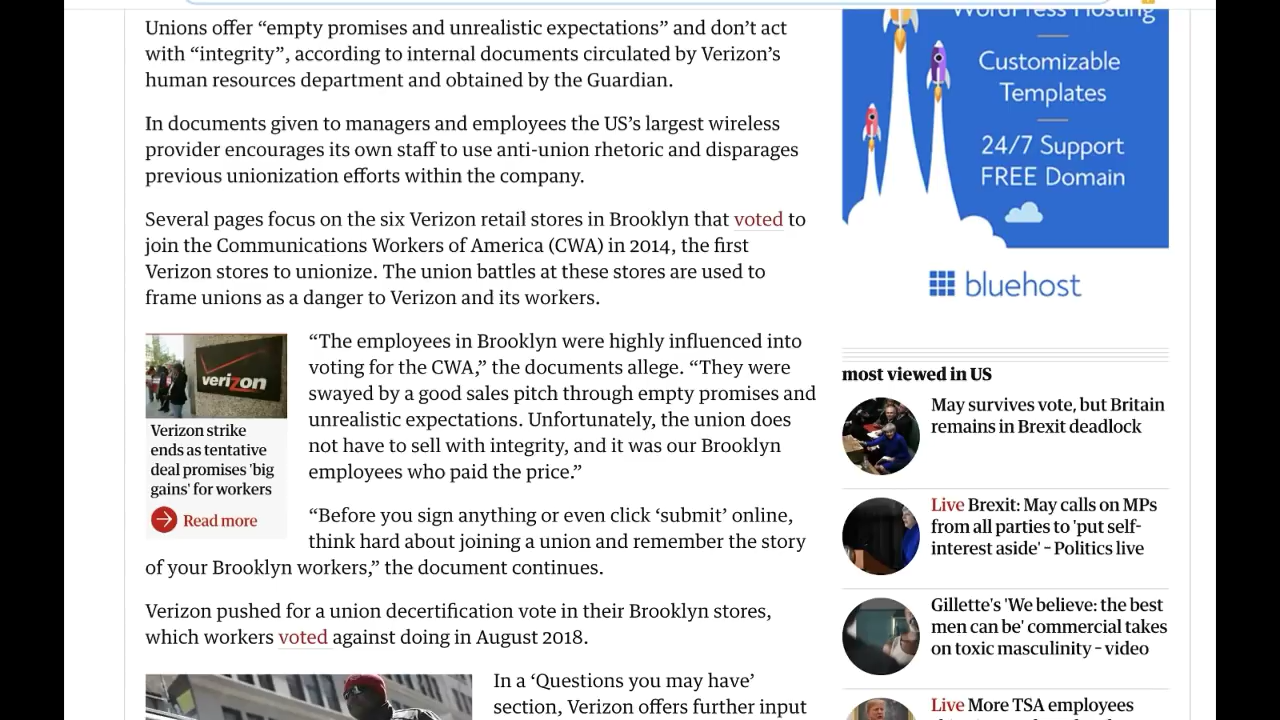 Unions offer “empty promises and unrealistic expectations” and don’t act
with “integrity”, according to internal documents circulated by Verizon’s
human resources department and obtained by the Guardian.
In documents given to managers and employees the US’s largest wireless
provider encourages its own staff to use anti-union rhetoric and disparages
previous unionization efforts within the company.
Several pages focus on the six Verizon retail stores in Brooklyn that voted to
join the Communications Workers of America (CWA) in 2014, the first
Verizon stores to unionize. The union battles at these stores are used to
frame unions as a danger to Verizon and its workers.
verizon
Verizon strike
ends as tentative
deal promises 'big
gains' for workers
Read more
“The employees in Brooklyn were highly influenced into
voting for the CWA,” the documents allege. “They were
swayed by a good sales pitch through empty promises and
unrealistic expectations. Unfortunately, the union does
not have to sell with integrity, and it was our Brooklyn
employees who paid the price.”
“Before you sign anything or even click ‘submit’ online,
think hard about joining a union and remember the story
of your Brooklyn workers,” the document continues.
Verizon pushed for a union decertification vote in their Brooklyn stores,
which workers voted against doing in August 2018.
In a ‘Questions you may have’
section, Verizon offers further input
WordPress Hosting
Customizable
Templates
24/7 Support
FREE Domain
bluehost
most viewed in US
May survives vote, but Britain
remains in Brexit deadlock
Live Brexit: May calls on MPs
from all parties to 'put self-
interest aside' – Politics live
Gillette's 'We believe: the best
men can be' commercial takes
on toxic masculinity – video
Live More TSA employees